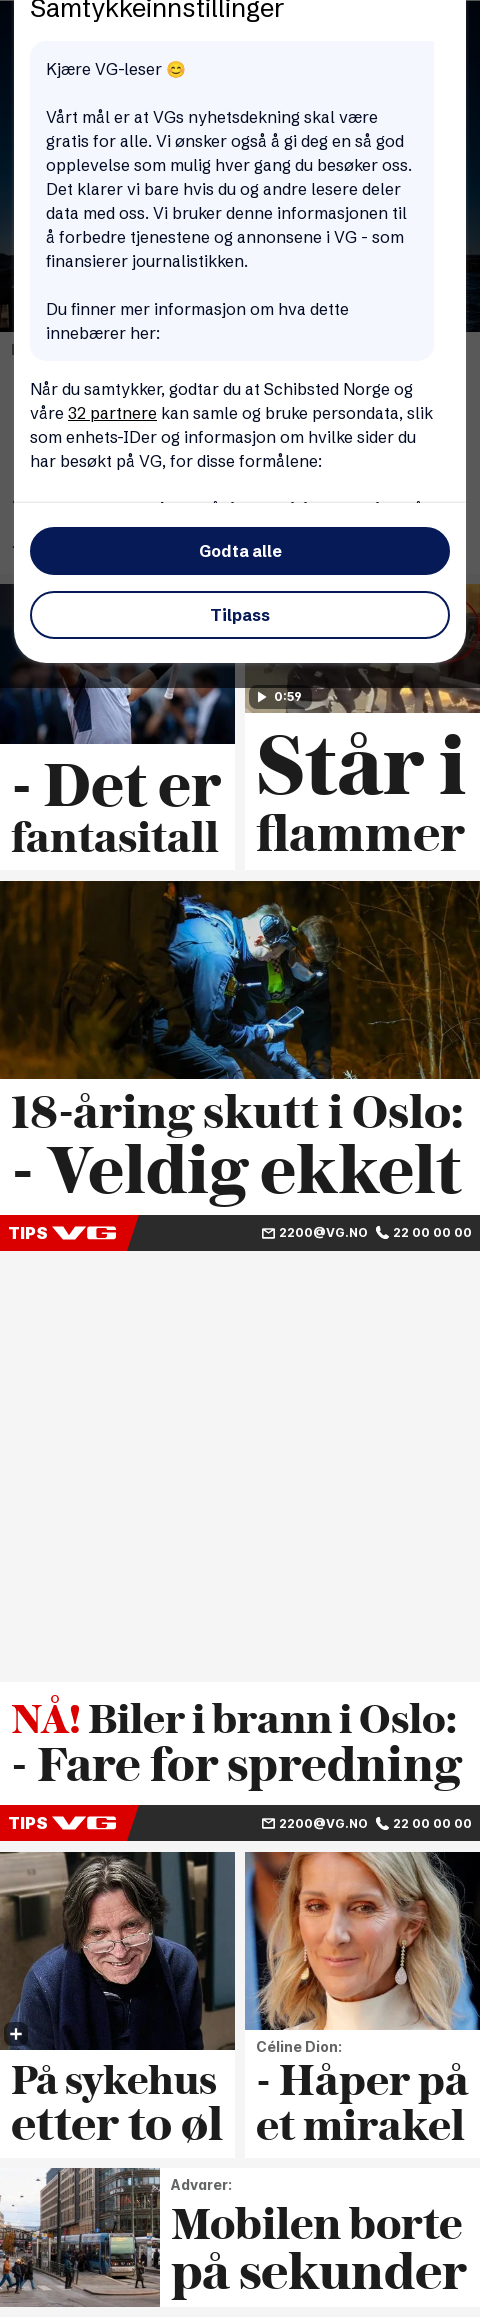 Samtykkeinnstillinger
Kjære VG-leser 😊
Vårt mål er at VGs nyhetsdekning skal være
gratis for alle. Vi ønsker også å gi deg en så god
opplevelse som mulig hver gang du besøker oss.
Det klarer vi bare hvis du og andre lesere deler
data med oss. Vi bruker denne informasjonen til
å forbedre tjenestene og annonsene i VG - som
finansierer journalistikken.
Du finner mer informasjon om hva dette
innebærer her:
Når du samtykker, godtar du at Schibsted Norge og
våre 32 partnere kan samle og bruke persondata, slik
som enhets-IDer og informasjon om hvilke sider du
har besøkt på VG, for disse formålene:
Godta alle
Tilpass
- Det er
fantasitall
0:59
Står i
flammer
18-åring skutt i Oslo:
- Veldig ekkelt
TIPS VG 2200@VG.NO 22 00 00 00
NÅ! Biler i brann i Oslo:
- Fare for spredning
TIPS VG 2200@VG.NO 22 00 00 00
På sykehus
etter to øl
Céline Dion:
- Håper på
et mirakel
Advarer:
Mobilen borte
på sekunder